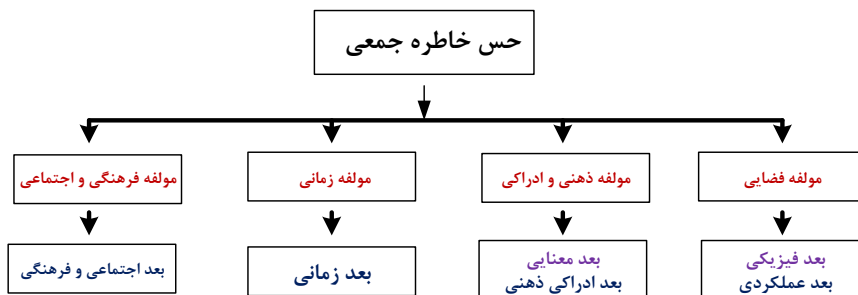 حس خاطره جمعی
مولفه فضایی
مولفه ذهنی و ادراکی
مولفه زمانی
مولفه فرهنگی و اجتماعی
بعد فیزیکی
بعد عملکردی
بعد معنایی
بعد ادراکی ذهنی
بعد زمانی
بعد اجتماعی و فرهنگی